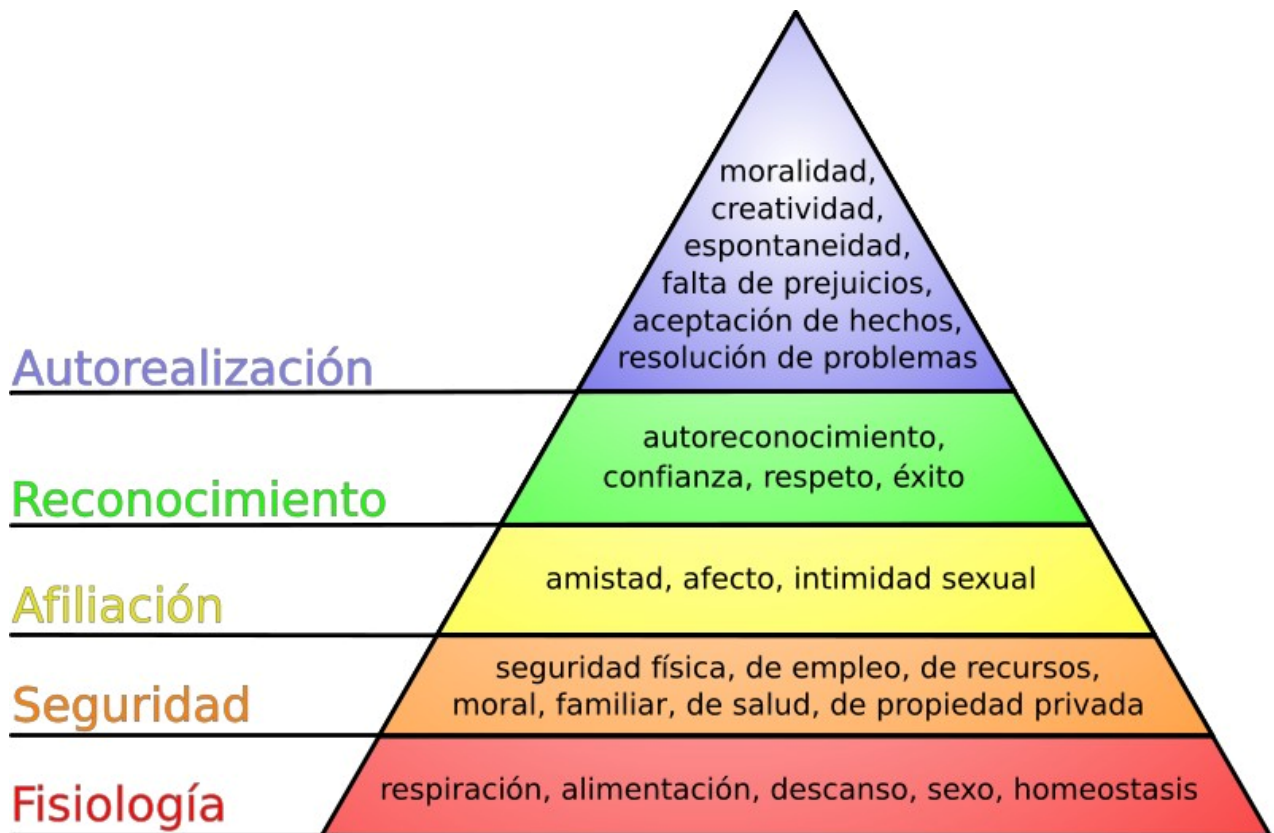 moralidad,
creatividad,
espontaneidad,
falta de prejuicios,
aceptación de hechos,
resolución de problemas
Autorealización
autoreconocimiento,
confianza, respeto, éxito
Reconocimiento
amistad, afecto, intimidad sexual
Afiliación
seguridad física, de empleo, de recursos,
moral, familiar, de salud, de propiedad privada
Seguridad
respiración, alimentación, descanso, sexo, homeostasis
Fisiología